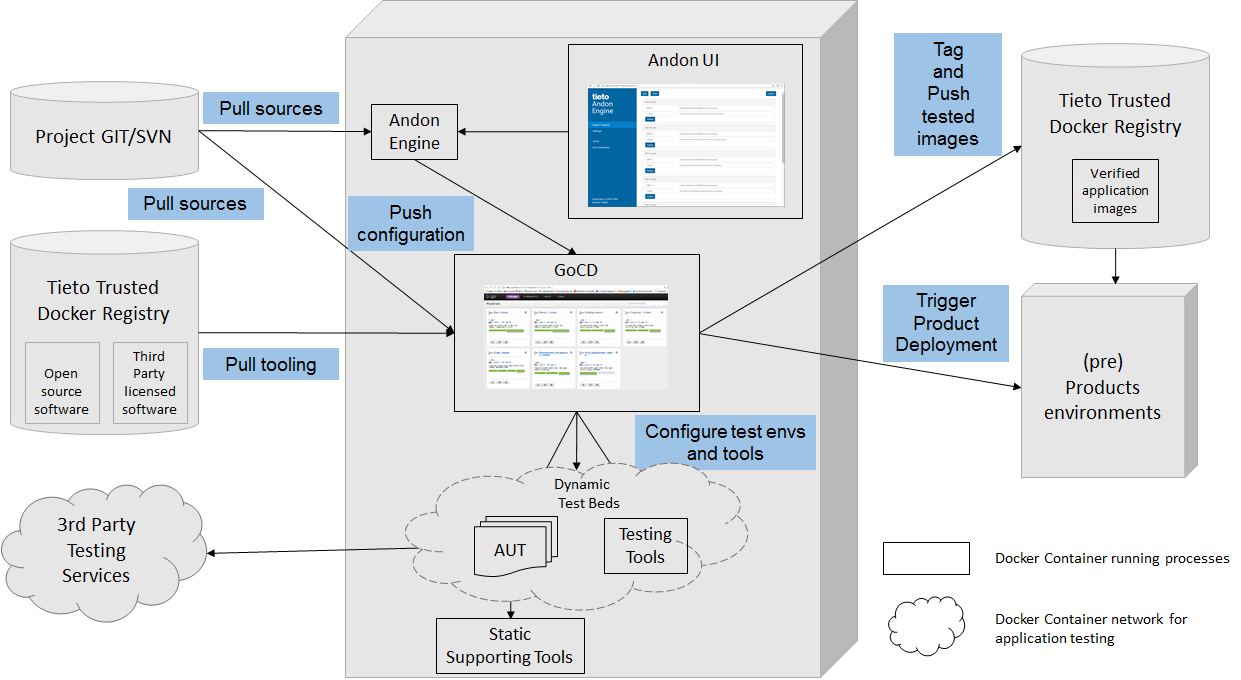 Project GIT/SVN
Pull sources
Pull sources
Tieto Trusted
Docker Registry
Open
source
software
Third
Party
licensed
software
Pull tooling
3rd Party
Testing
Services
Andon
Engine
Andon UI
tieto
Andon
Engine
Push
configuration
GoCD
Configure test envs
and tools
Dynamic
Test Beds
AUT
Testing
Tools
Static
Supporting Tools
Tag
and
Push
tested
images
Tieto Trusted
Docker Registry
Verified
application
images
Trigger
Product
Deployment
(pre)
Products
environments
Docker Container running processes
Docker Container network for
application testing